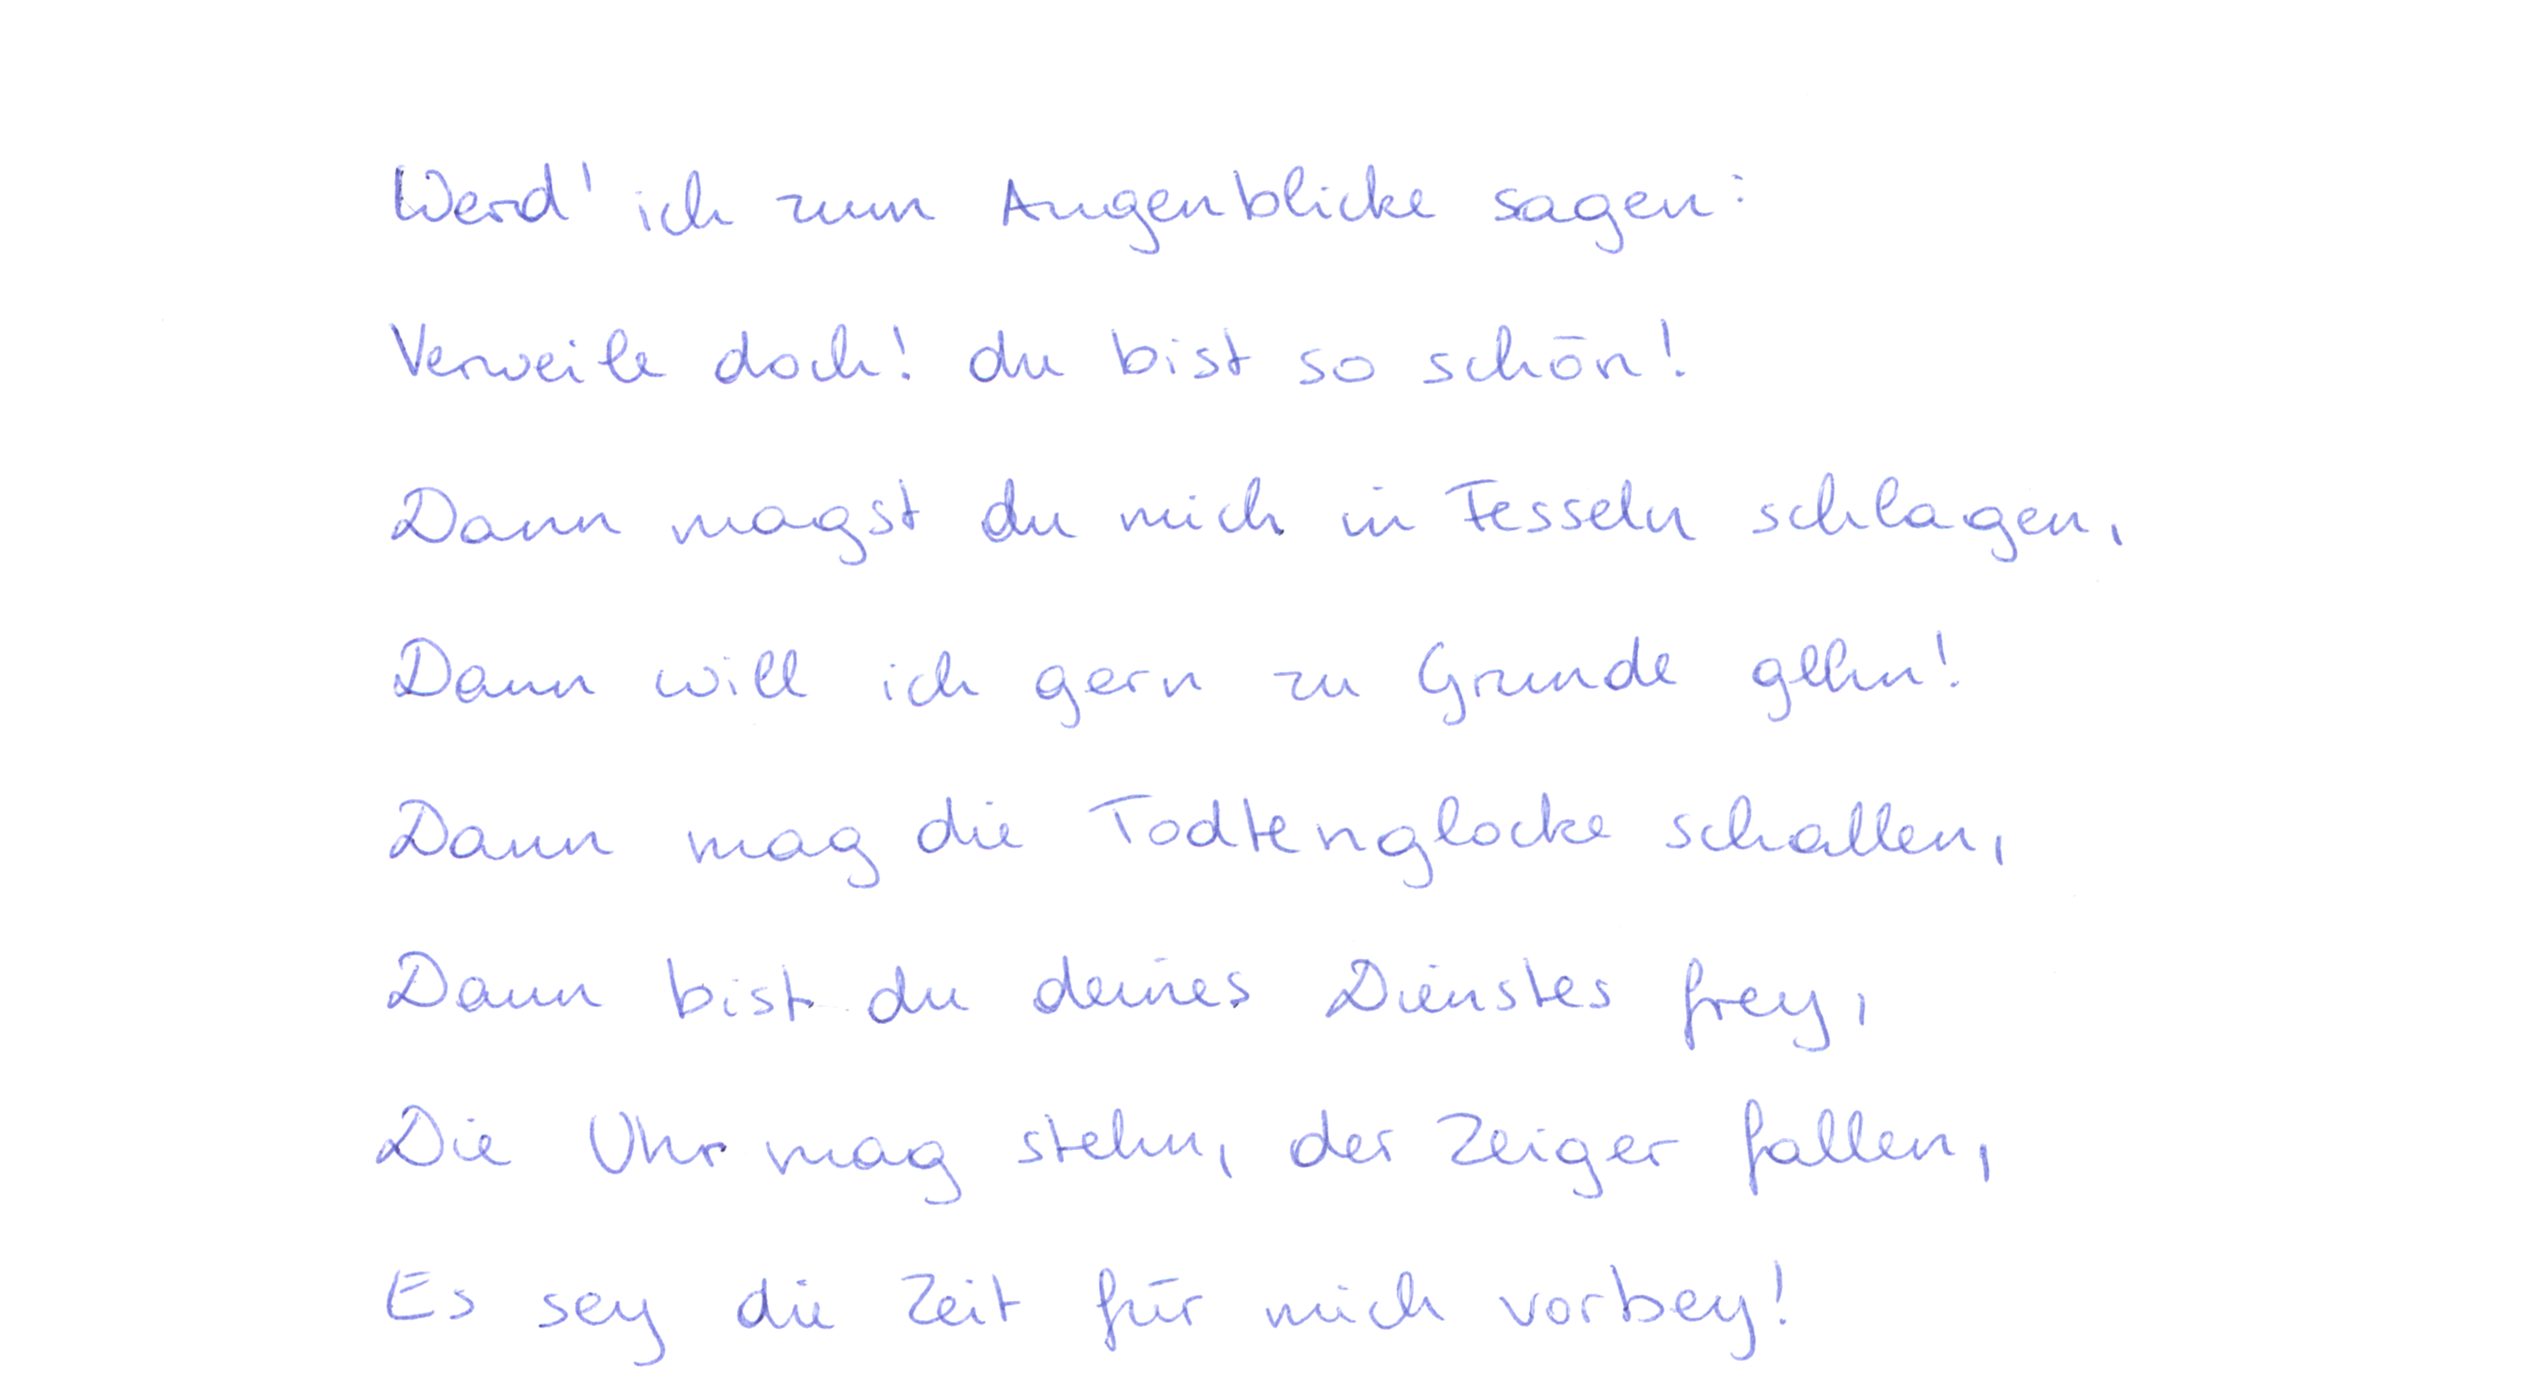 Werd' ich zum Augenblicke sagen:
Verweile doch! du bist so schön!
Dann magst du mich in Fesseln schlagen,
Dann will ich gern zu Grunde gehn!
Dann mag die Todtenglocke schallen,
Dann bist du deines Dienstes frey,
Die Uhr mag stehn, der Zeiger fallen,
Es sey die Zeit für mich vorbey!